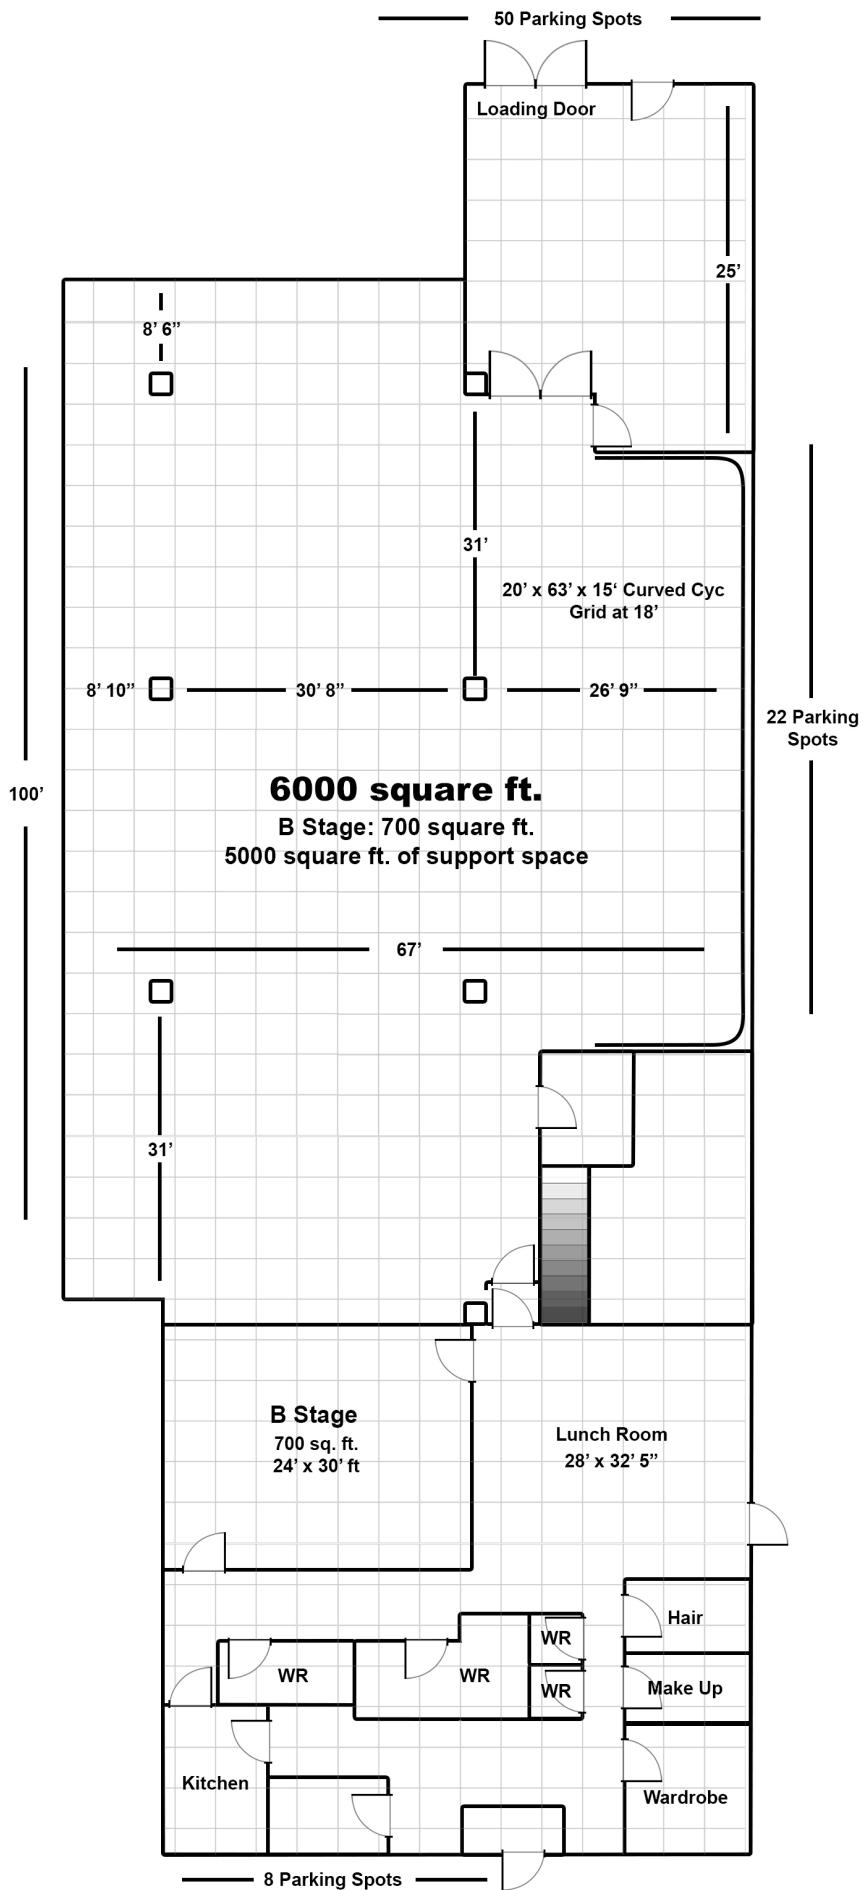 50 Parking Spots
Loading Door
25’
8’ 6”
31’
20’ x 63’ x 15‘ Curved Cyc
Grid at 18’
8’ 10”
30’ 8”
26’ 9”
22 Parking
Spots
100’
6000 square ft.
B Stage: 700 square ft.
5000 square ft. of support space
67’
31’
B Stage
700 sq. ft.
24’ x 30’ ft
Lunch Room
28’ x 32’ 5”
Hair
WR
WR
WR
WR
Make Up
Kitchen
Wardrobe
8 Parking Spots